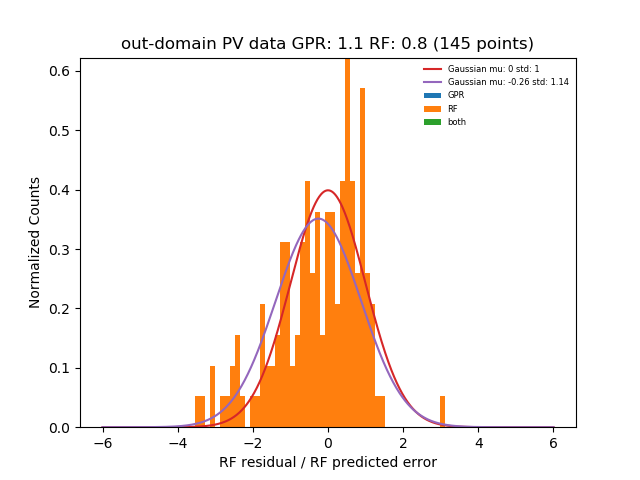 out-domain PV data GPR: 1.1 RF: 0.8 (145 points)
Gaussian mu: 0 std: 1
Gaussian mu: -0.26 std: 1.14
GPR
RF
both
Normalized Counts
0.6
0.5
0.4
0.3
0.2
0.1
0.0
−6 −4 −2 0 2 4 6
RF residual / RF predicted error